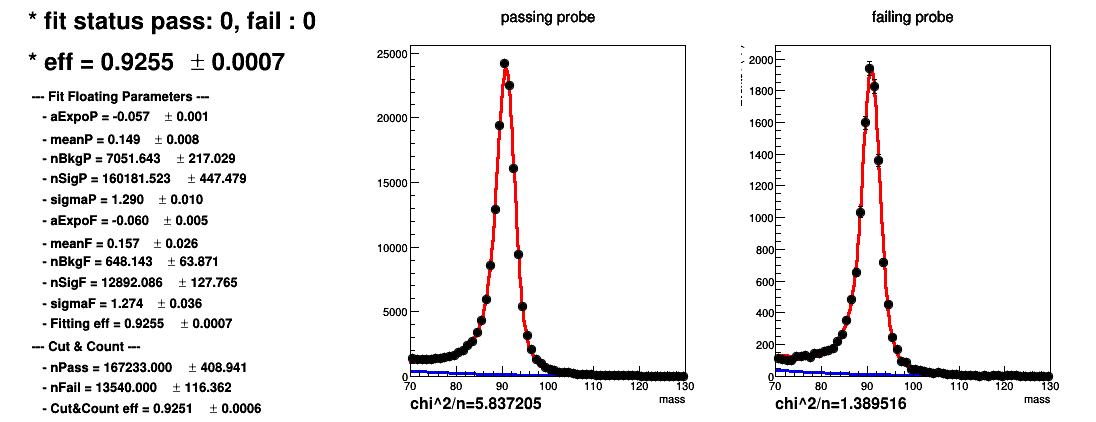 * fit status pass: 0, fail : 0
* eff = 0.9255 ± 0.0007
--- Fit Floating Parameters ---
- aExpoP = -0.057 ± 0.001
- meanP = 0.149 ± 0.008
- nBkgP = 7051.643 ± 217.029
- nSigP = 160181.523 ± 447.479
- sigmaP = 1.290 ± 0.010
- aExpoF = -0.060 ± 0.005
- meanF = 0.157 ± 0.026
- nBkgF = 648.143 ± 63.871
- nSigF = 12892.086 ± 127.765
- sigmaF = 1.274 ± 0.036
- Fitting eff = 0.9255 ± 0.0007
--- Cut & Count ---
- nPass = 167233.000 ± 408.941
- nFail = 13540.000 ± 116.362
- Cut&Count eff = 0.9251 ± 0.0006
passing probe
25000
20000
15000
10000
5000
0
70 80 90 100 110 120 130
mass
chi^2/n=5.837205
failing probe
2000
1800
1600
1400
1200
1000
800
600
400
200
0
70 80 90 100 110 120 130
mass
chi^2/n=1.389516